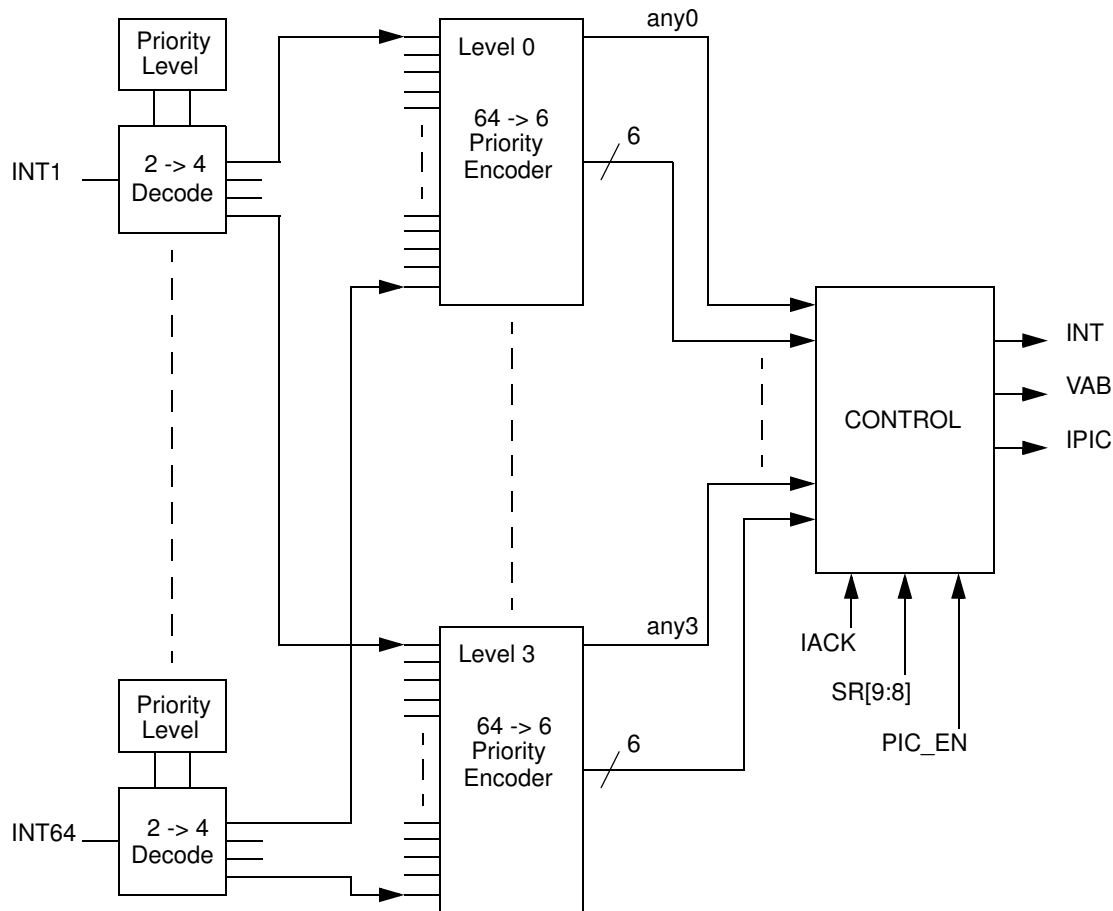 Priority
Level
INT1
2 -> 4
Decode
Level 0
64 -> 6
Priority
Encoder
any0
6
CONTROL
INT
VAB
IPIC
IACK
SR[9:8]
PIC_EN
Priority
Level
INT64
2 -> 4
Decode
Level 3
64 -> 6
Priority
Encoder
any3
6